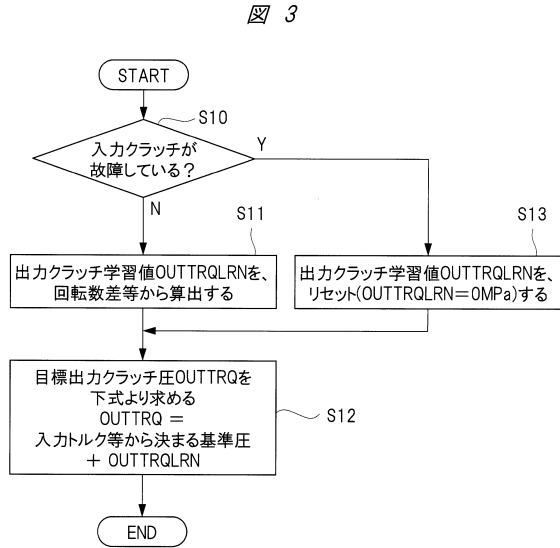 図 3
START
S10
入力クラッチが
故障している?
Y
N
S11
出力クラッチ学習値OUTTRQLRNを、
回転数差等から算出する
S13
出力クラッチ学習値OUTTRQLRNを、
リセット(OUTTRQLRN=0MPa)する
目標出力クラッチ圧OUTTRQを
下式より求める
OUTTRQ =
入力トルク等から決まる基準圧
+ OUTTRQLRN
S12
END